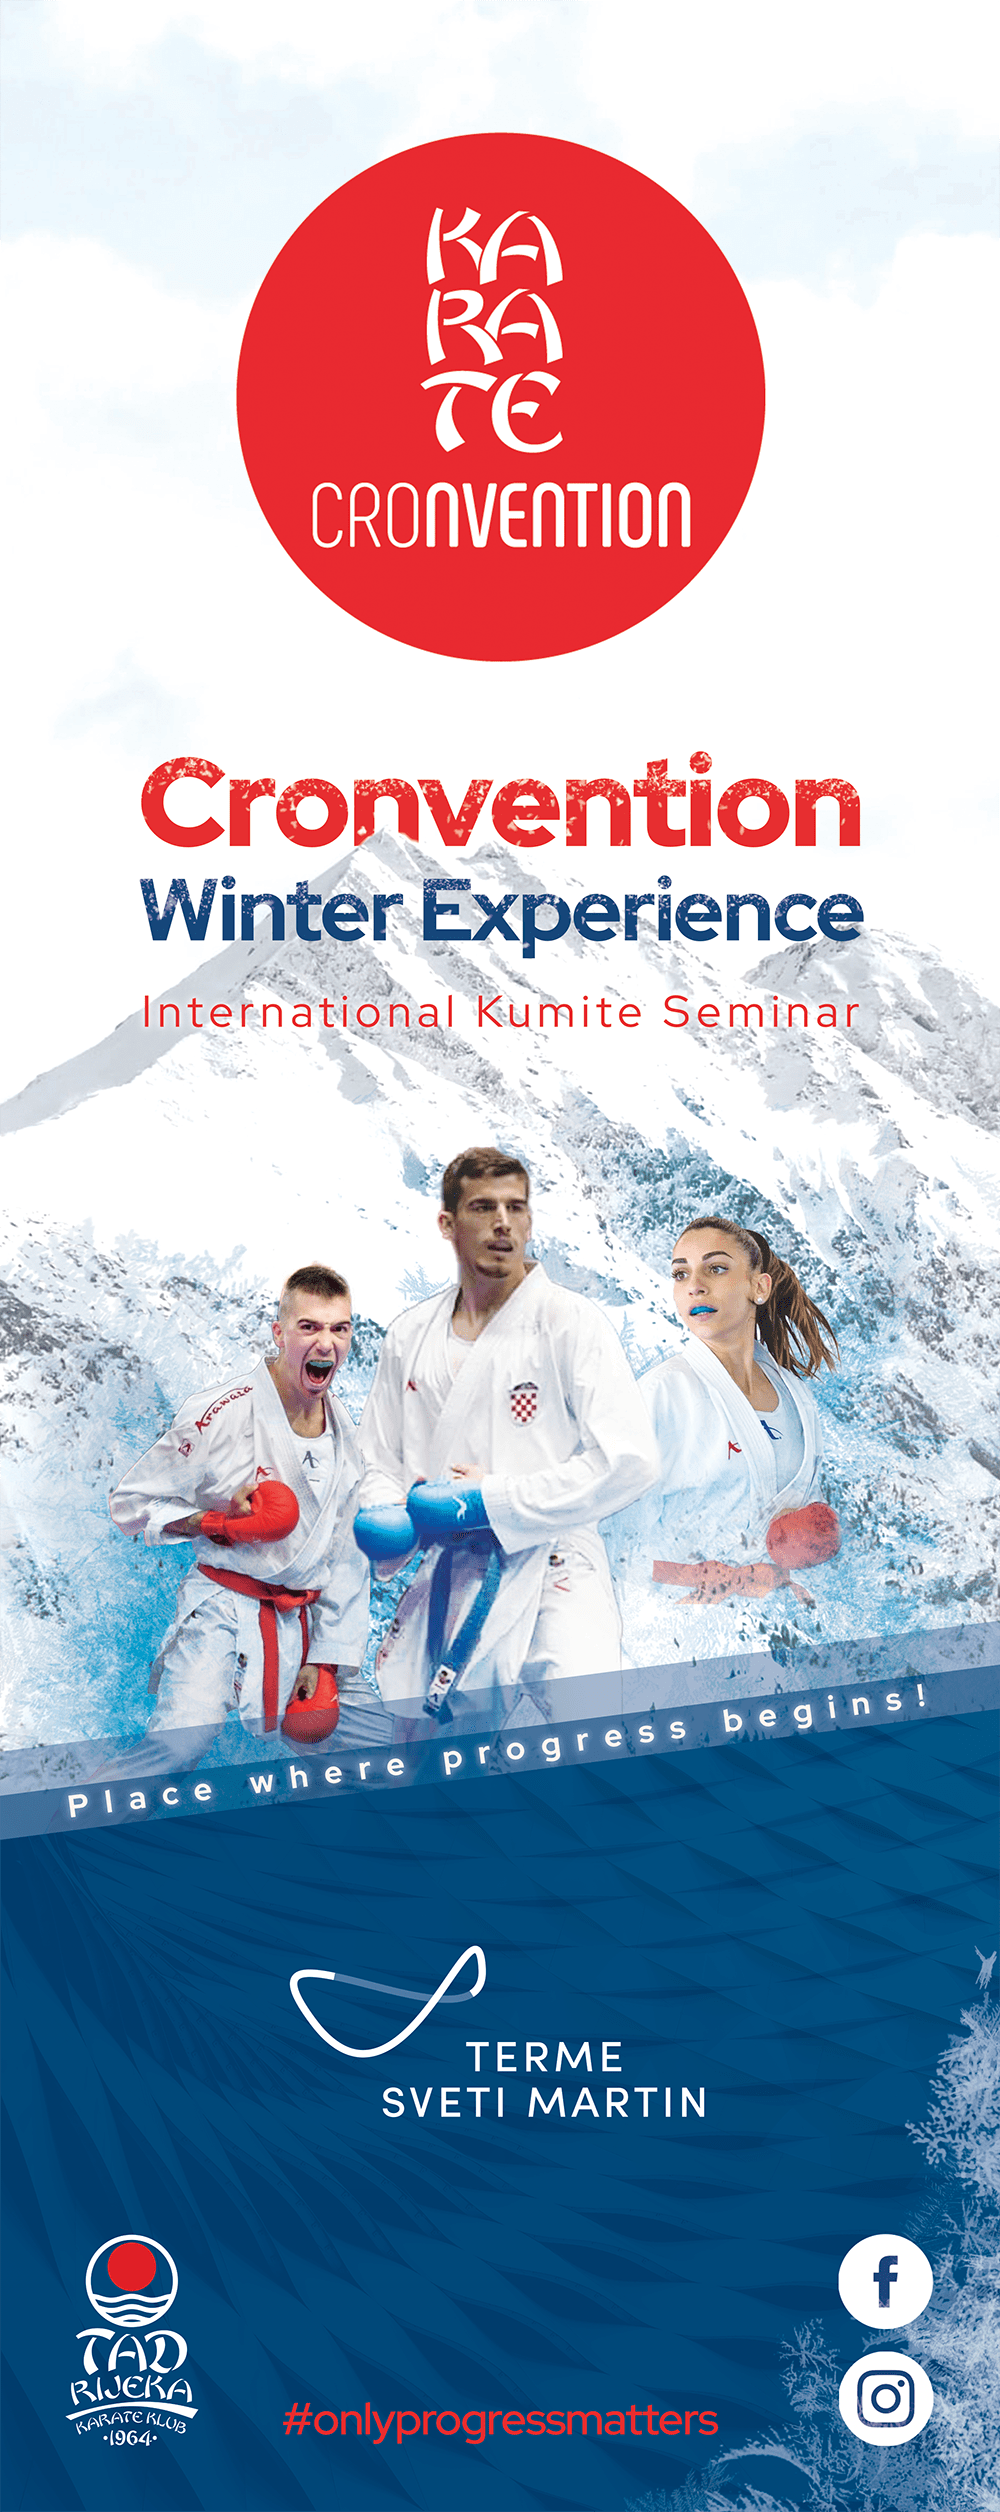 KA
RA
TE
CRONVENTION
Cronvention
Winter Experience
International Kumite Seminar
Arawaza
Place where progress begins!
TERME
SVETI MARTIN
TAD
RIJEKA
KARATE KLUB
·1964·
f
#onlyprogressmatters